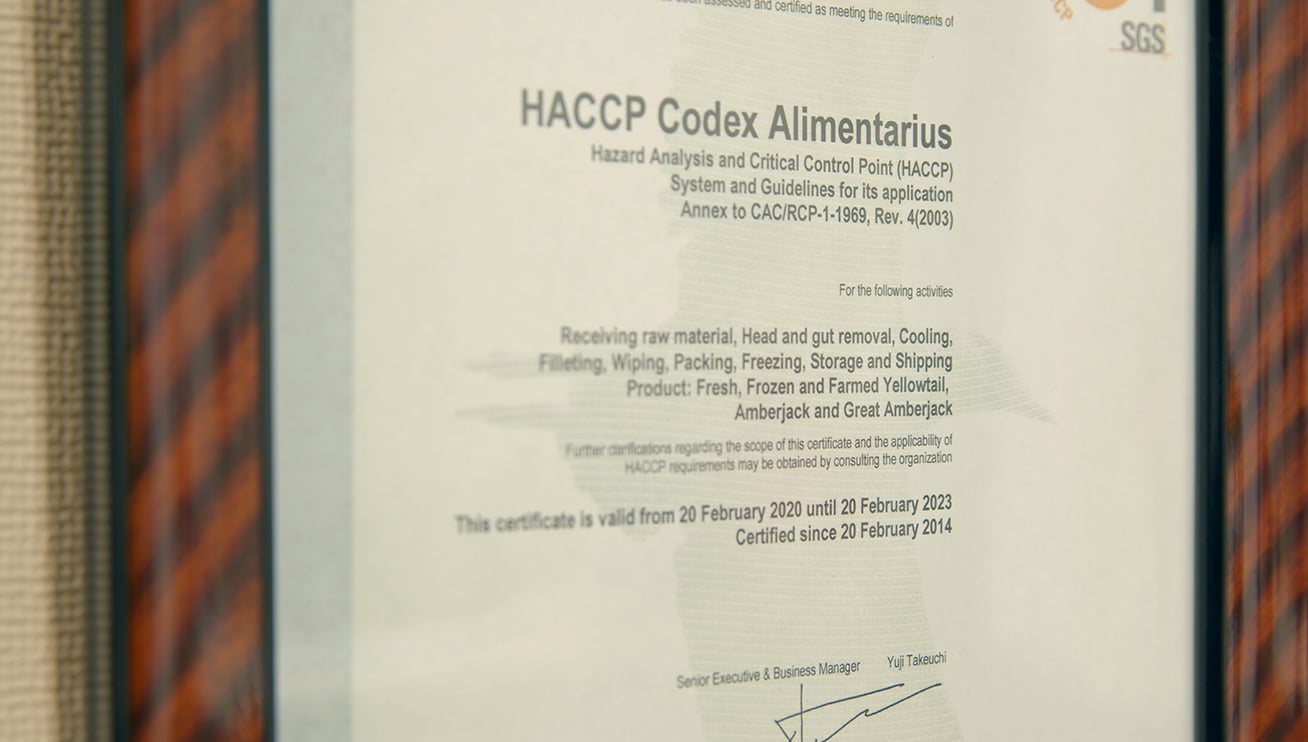 assessed and certified as meeting the requirements of
SGS
HACCP Codex Alimentarius
Hazard Analysis and Critical Control Point (HACCP)
System and Guidelines for its application
Annex to CAC/RCP-1-1969, Rev. 4(2003)
For the following activities
Receiving raw material, Head and gut removal, Cooling,
Filleting, Wiping, Packing, Freezing, Storage and Shipping
Product: Fresh, Frozen and Farmed Yellowtail,
Amberjack and Great Amberjack
Further clarifications regarding the scope of this certificate and the applicability of
HACCP requirements may be obtained by consulting the organization
This certificate is valid from 20 February 2020 until 20 February 2023
Certified since 20 February 2014
Senior Executive & Business Manager Yuji Takeuchi